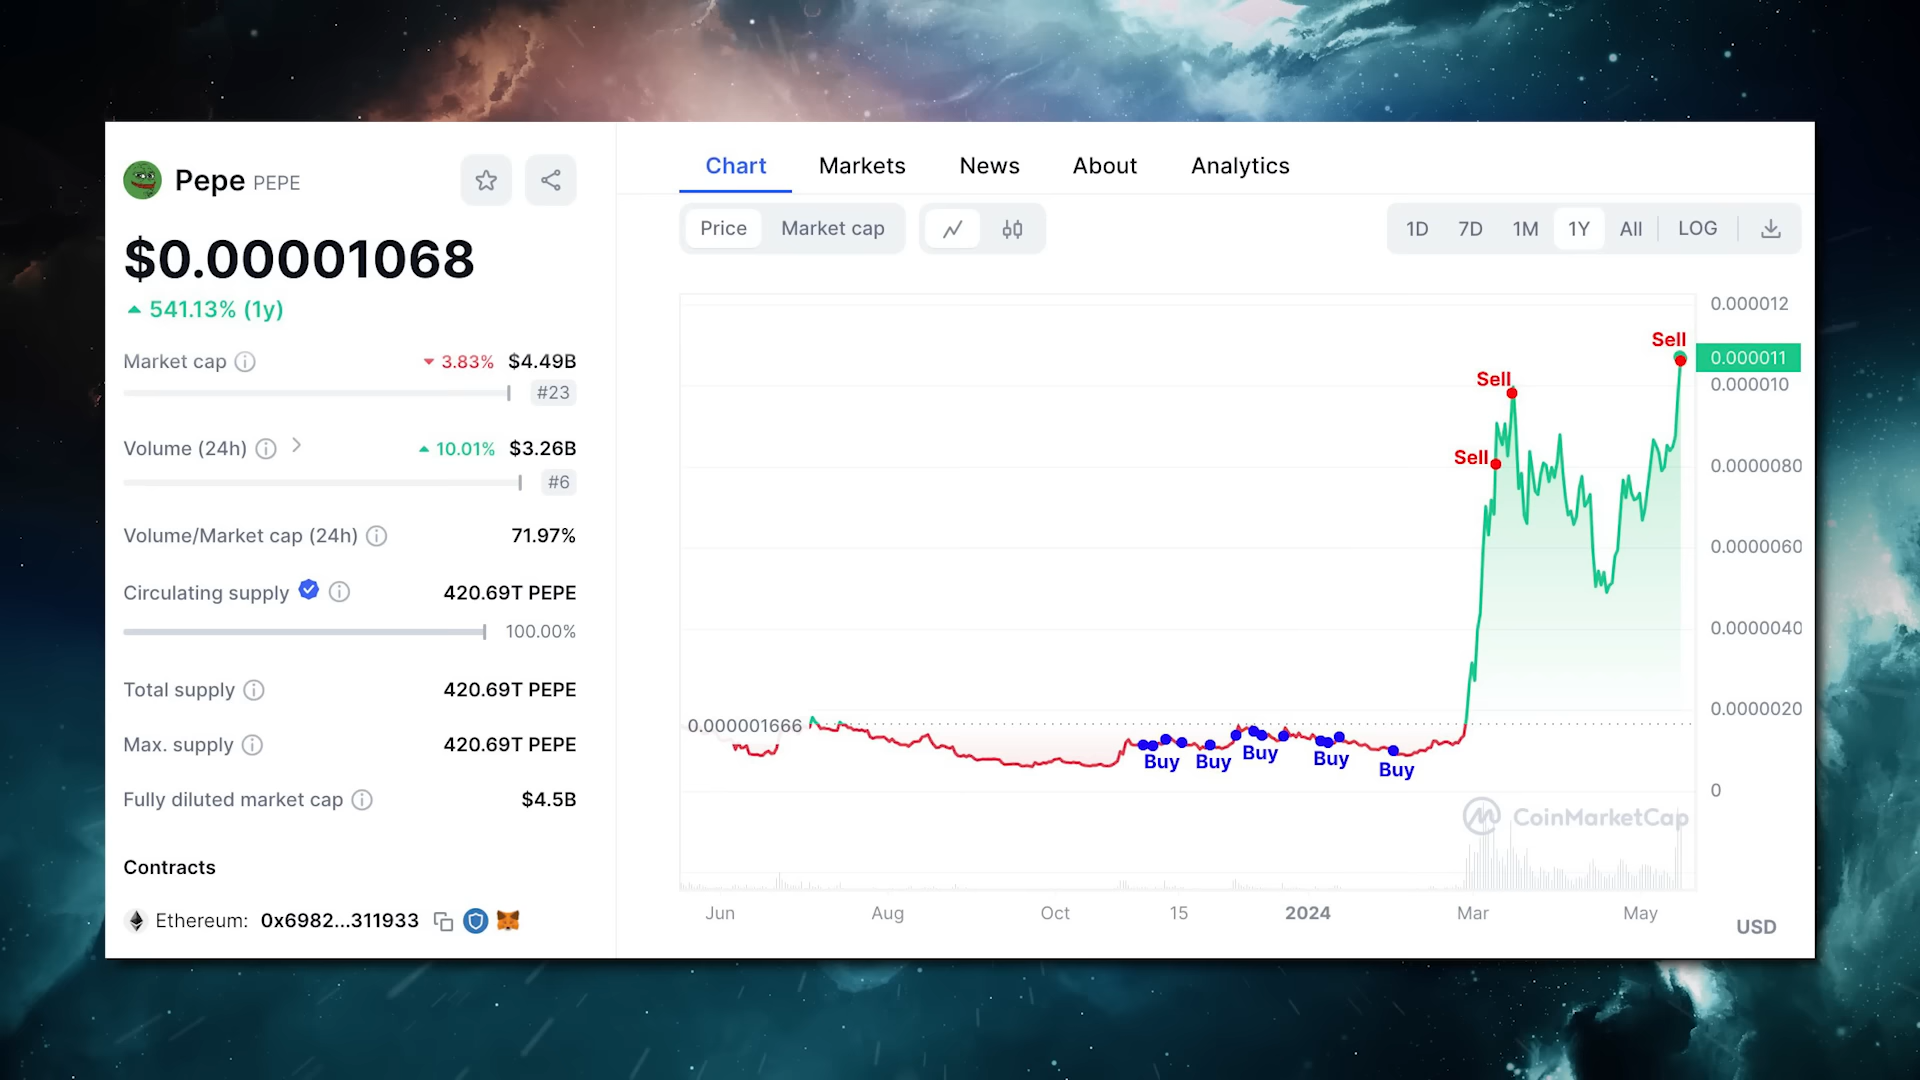 Pepe PEPE
$0.00001068
541.13% (1y)
Market cap 3.83% $4.49B
#23
Volume (24h) 10.01% $3.26B
#6
Volume/Market cap (24h) 71.97%
Circulating supply 420.69T PEPE
100.00%
Total supply 420.69T PEPE
Max. supply 420.69T PEPE
Fully diluted market cap $4.5B
Contracts
Ethereum: 0x6982...311933
Chart Markets News About Analytics
Price Market cap 1D 7D 1M 1Y All LOG
0.000012
Sell
0.000011
Sell
0.000010
Sell
0.0000080
0.0000060
0.0000040
0.0000020
0.000001666
Buy Buy Buy Buy Buy
0
CoinMarketCap
Jun Aug Oct 15 2024 Mar May
USD